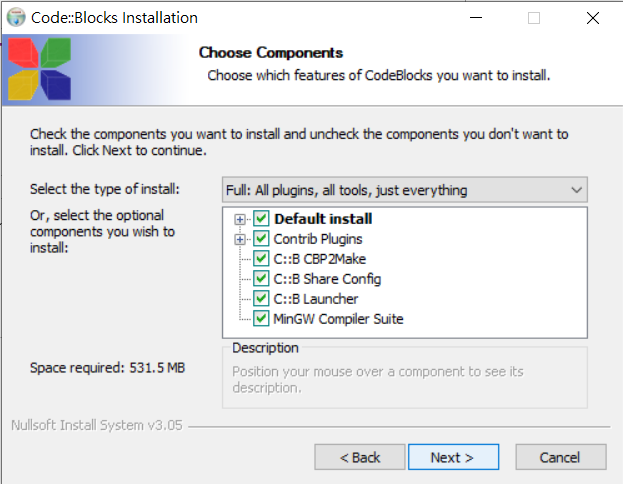 Code::Blocks Installation
Choose Components
Choose which features of CodeBlocks you want to install.
Check the components you want to install and uncheck the components you don't want to
install. Click Next to continue.
Select the type of install:
Full: All plugins, all tools, just everything
Or, select the optional
components you wish to
install:
Default install
Contrib Plugins
C::B CBP2Make
C::B Share Config
C::B Launcher
MinGW Compiler Suite
Space required: 531.5 MB
Description
Position your mouse over a component to see its
description.
Nullsoft Install System v3.05
< Back
Next >
Cancel